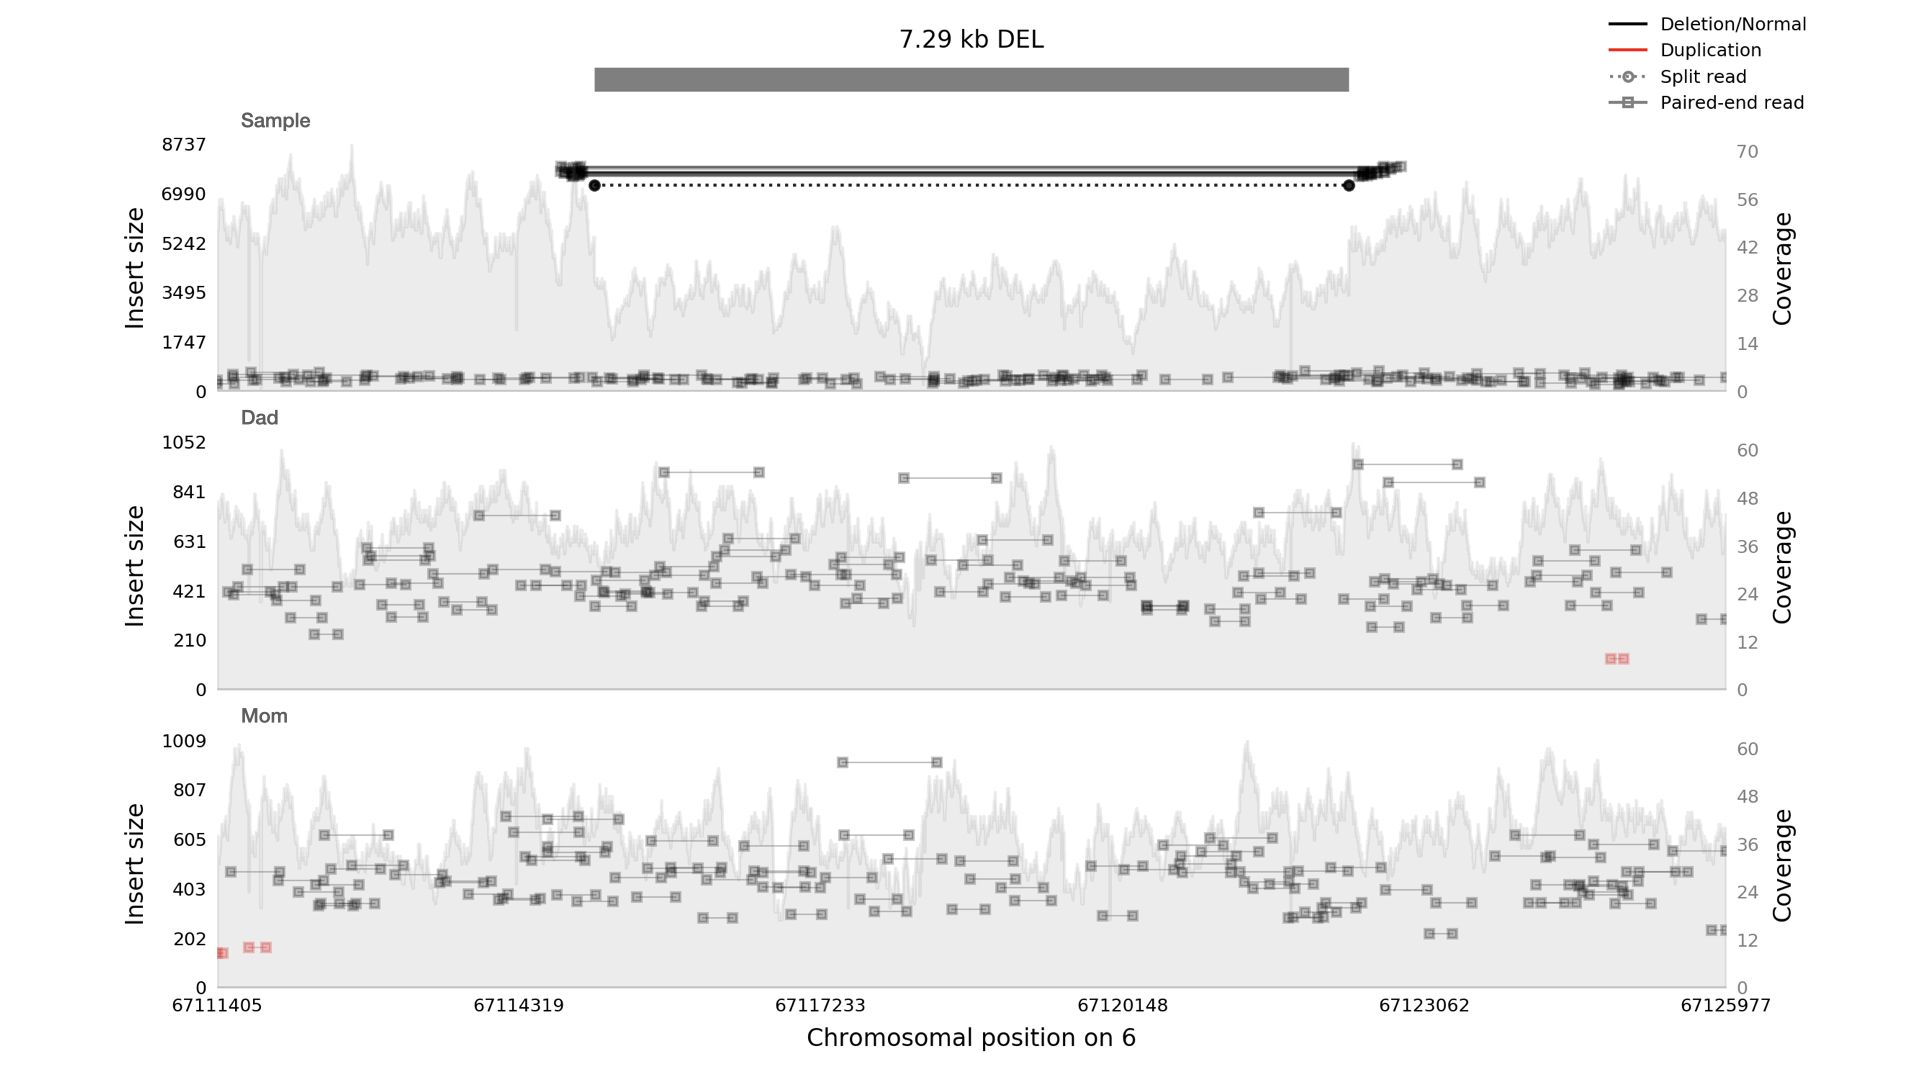 7.29 kb DEL
Deletion/Normal
Duplication
Split read
Paired-end read
Sample
8737
6990
5242
3495
1747
0
Insert size
70
56
42
28
14
0
Coverage
Dad
1052
841
631
421
210
0
Insert size
60
48
36
24
12
0
Coverage
Mom
1009
807
605
403
202
0
Insert size
60
48
36
24
12
0
Coverage
67111405 67114319 67117233 67120148 67123062 67125977
Chromosomal position on 6